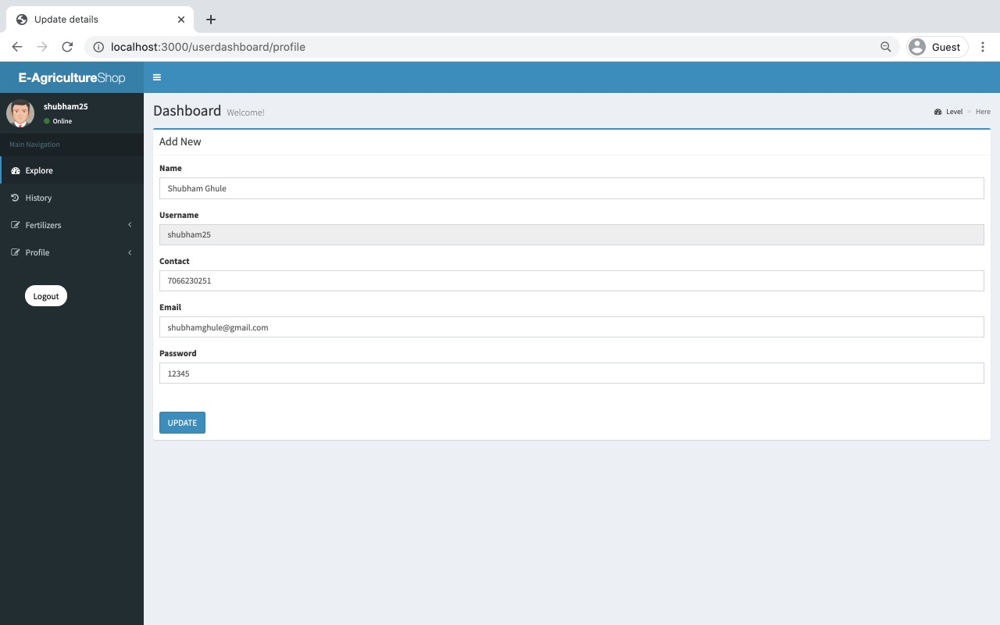 Update details
localhost:3000/userdashboard/profile
Guest
E-AgricultureShop
shubham25
Online
Main Navigation
Explore
History
Fertilizers
Profile
Logout
Dashboard Welcome!
Level > Here
Add New
Name
Shubham Ghule
Username
shubham25
Contact
7066230251
Email
shubhamghule@gmail.com
Password
12345
UPDATE